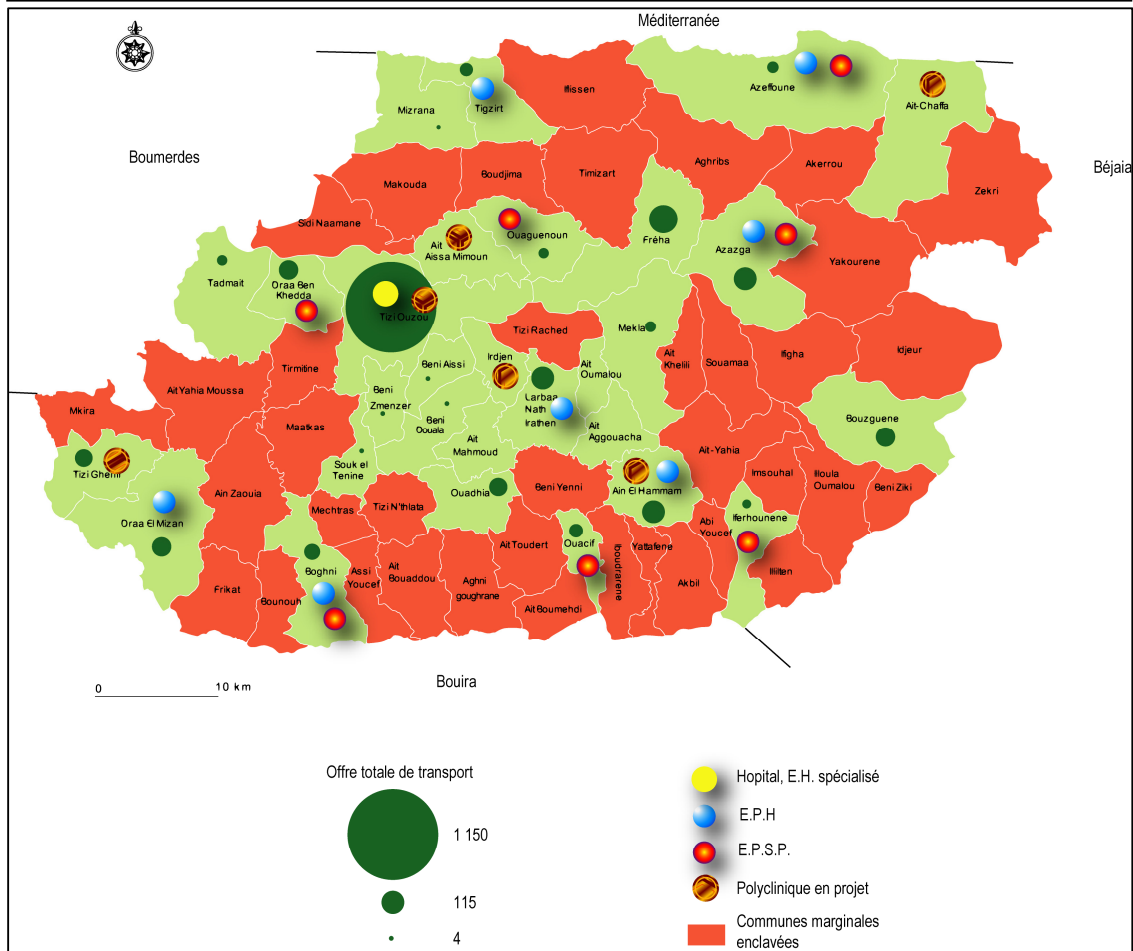 Méditerranée
Iflissen
Azeffoune
Ait-Chaffa
Tigzirt
Mizrana
Boumerdes
Béjaia
Aghribs
Akerrou
Zekri
Makouda
Boudjima
Timizart
Sidi Naamane
Ouaguenoun
Fréha
Azazga
Ait
Aissa Mimoun
Yakourene
Tadmait
Oraa Ben
Khedda
Tizi Ouzou
Tizi Rached
Mekla
Ifigha
Idjeur
Irdjen
Ait
Oumalou
Ait
Khelili
Souamaa
Beni Aissi
Tirmitine
Ait Yahia Moussa
Beni
Zmenzer
Larbaa
Nath
Irathen
Mkira
Maatkas
Beni
Douala
Ait
Aggouacha
Bouzguene
Ait
Mahmoud
Ait-Yahia
Souk el
Tenine
Tizi Ghenif
Imsouhal
Illoula
Oumalou
Beni Ziki
Ain Zaouia
Ouadhia
Beni Yenni
Ain El Hammam
Oraa El Mizan
Mechtras
Tizi N'thlata
Abi
Youcef
Iferhounene
Ait Toudert
Ouacif
Iboudrarene
Yattafene
Illilten
Boghni
Assi
Youcef
Ait
Bouaddou
Aghni
goughrane
Akbil
Frikat
Bounouh
Ait Boumehdi
Bouira
0 10 km
Offre totale de transport
1 150
115
4
Hopital, E.H. spécialisé
E.P.H
E.P.S.P.
Polyclinique en projet
Communes marginales
enclavées